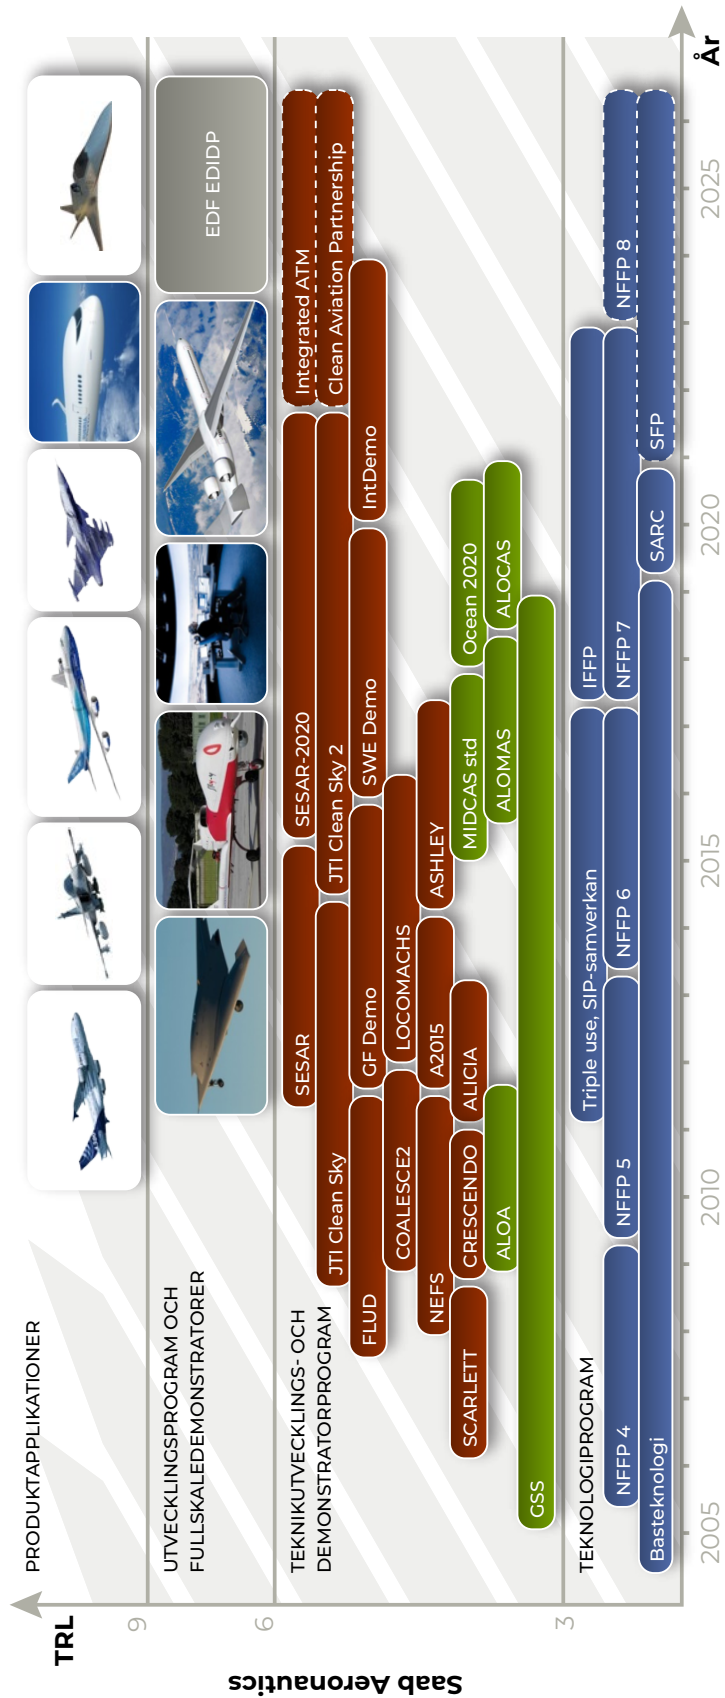 Saab Aeronautics
TRL
9
6
3
PRODUKTAPPLIKATIONER
UTVECKLINGSPROGRAM OCH
FULLSKALEDEMONSTRATORER
EDF EDIDP
TEKNIKUTVECKLINGS- OCH
DEMONSTRATORPROGRAM
SESAR
SESAR-2020
Integrated ATM
JTI Clean Sky
JTI Clean Sky 2
Clean Aviation Partnership
FLUD
GF Demo
SWE Demo
IntDemo
COALESCE2
LOCOMACHS
NEFS
A2015
ASHLEY
SCARLETT
CRESCENDO
ALICIA
MIDCAS std
Ocean 2020
ALOA
ALOMAS
ALOCAS
GSS
TEKNOLOGIPROGRAM
Triple use, SIP-samverkan
IFFP
NFFP 4
NFFP 5
NFFP 6
NFFP 7
NFFP 8
Basteknologi
SARC
SFP
2005
2010
2015
2020
2025
År